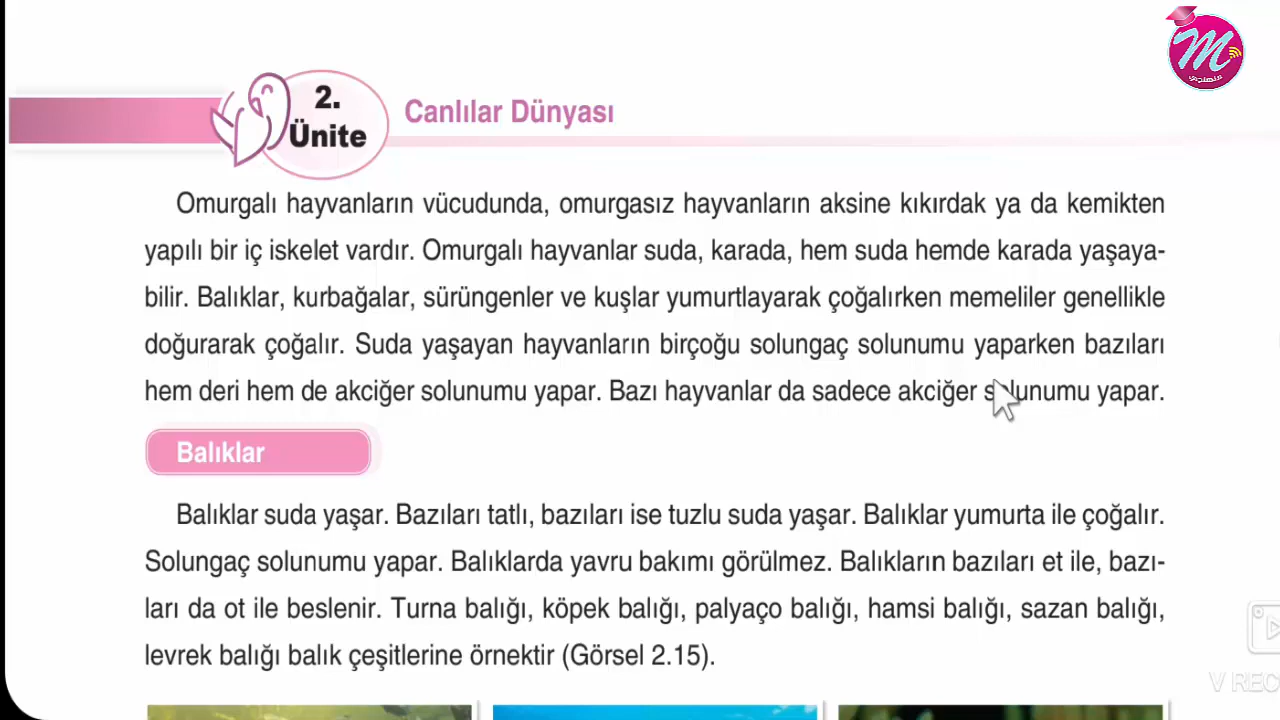 2.
Ünite
Canlılar Dünyası
Omurgalı hayvanların vücudunda, omurgasız hayvanların aksine kıkırdak ya da kemikten
yapılı bir iç iskelet vardır. Omurgalı hayvanlar suda, karada, hem suda hemde karada yaşaya-
bilir. Balıklar, kurbağalar, sürüngenler ve kuşlar yumurtlayarak çoğalırken memeliler genellikle
doğurarak çoğalır. Suda yaşayan hayvanların birçoğu solungaç solunumu yaparken bazıları
hem deri hem de akciğer solunumu yapar. Bazı hayvanlar da sadece akciğer solunumu yapar.
Balıklar
Balıklar suda yaşar. Bazıları tatlı, bazıları ise tuzlu suda yaşar. Balıklar yumurta ile çoğalır.
Solungaç solunumu yapar. Balıklarda yavru bakımı görülmez. Balıkların bazıları et ile, bazı-
ları da ot ile beslenir. Turna balığı, köpek balığı, palyaço balığı, hamsi balığı, sazan balığı,
levrek balığı balık çeşitlerine örnektir (Görsel 2.15).
V REC